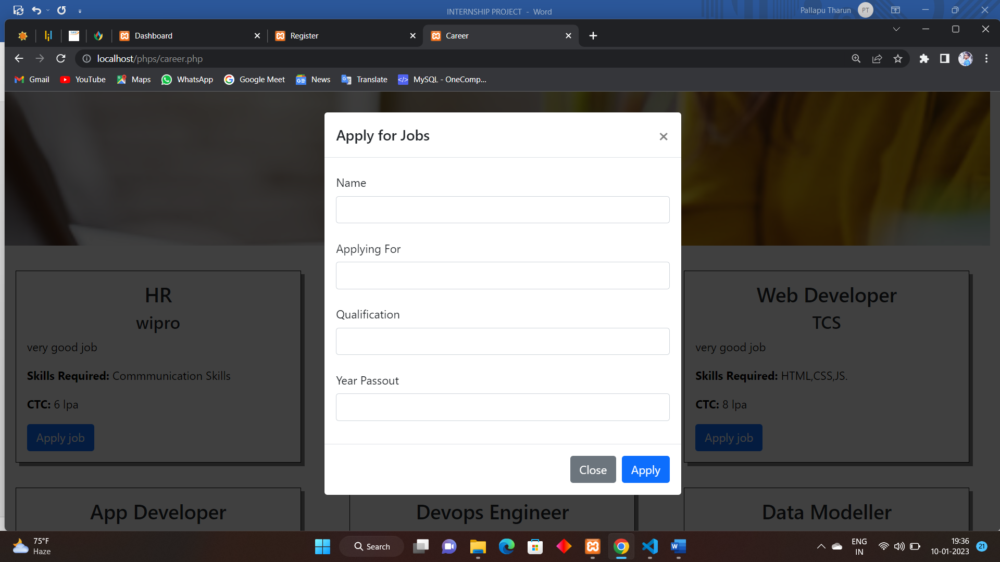 INTERNSHIP PROJECT - Word
Pallapu Tharun
PT
Dashboard
Register
Career
localhost/phps/career.php
Gmail
YouTube
Maps
WhatsApp
Google Meet
News
Translate
MySQL - OneComp...
Apply for Jobs
×
Name
Applying For
Qualification
Year Passout
Close
Apply
HR
wipro
very good job
Skills Required: Commmunication Skills
CTC: 6 lpa
Apply job
Web Developer
TCS
very good job
Skills Required: HTML,CSS,JS.
CTC: 8 lpa
Apply job
App Developer
Devops Engineer
Data Modeller
75°F
Haze
Search
ENG
IN
19:36
10-01-2023
21